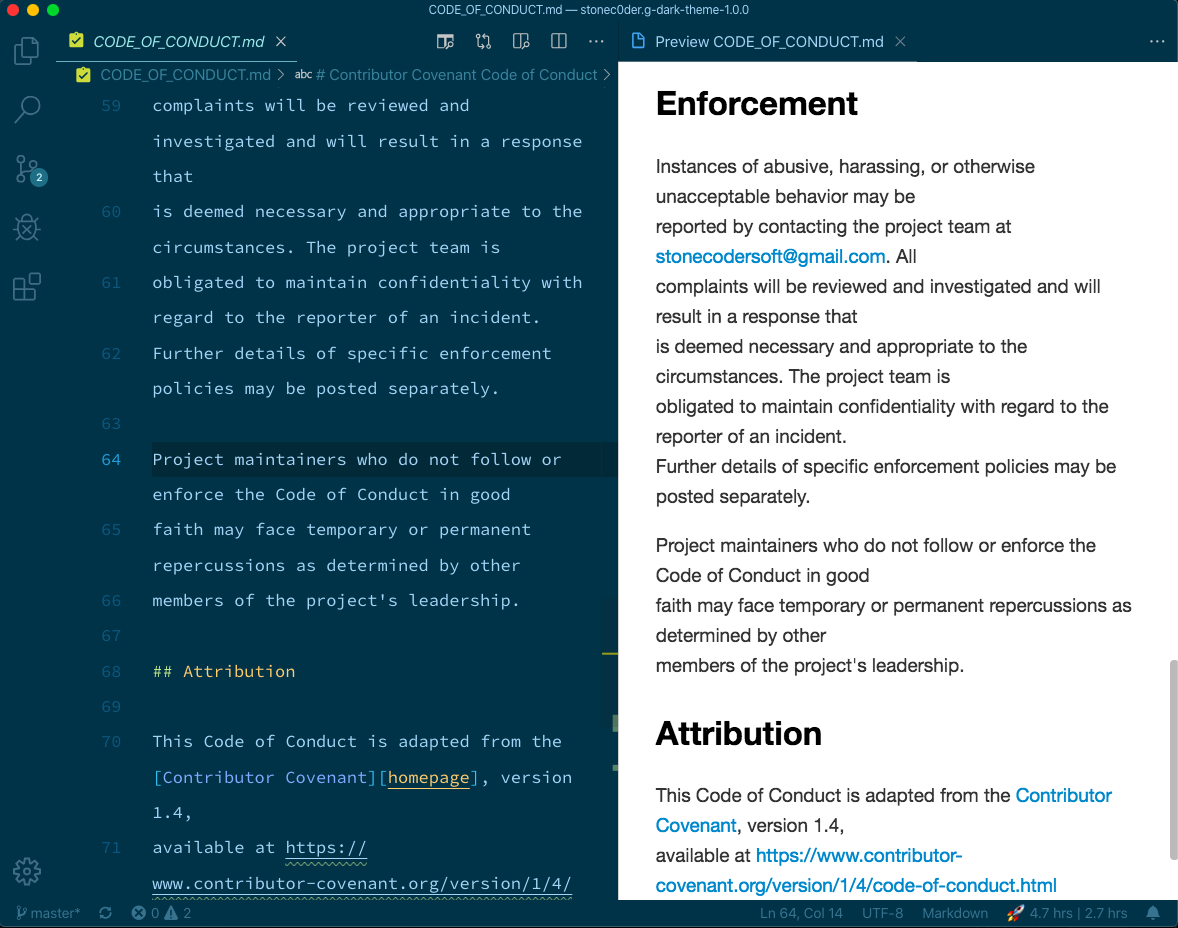 CODE_OF_CONDUCT.md — stonec0der.g-dark-theme-1.0.0
CODE_OF_CONDUCT.md
Preview CODE_OF_CONDUCT.md
CODE_OF_CONDUCT.md > abc # Contributor Covenant Code of Conduct >
59 complaints will be reviewed and
investigated and will result in a response
that
60 is deemed necessary and appropriate to the
circumstances. The project team is
61 obligated to maintain confidentiality with
regard to the reporter of an incident.
62 Further details of specific enforcement
policies may be posted separately.
63
64 Project maintainers who do not follow or
enforce the Code of Conduct in good
65 faith may face temporary or permanent
repercussions as determined by other
66 members of the project's leadership.
67
68 ## Attribution
69
70 This Code of Conduct is adapted from the
[Contributor Covenant][homepage], version
1.4,
71 available at https://
www.contributor-covenant.org/version/1/4/
Enforcement
Instances of abusive, harassing, or otherwise
unacceptable behavior may be
reported by contacting the project team at
stonecodersoft@gmail.com. All
complaints will be reviewed and investigated and will
result in a response that
is deemed necessary and appropriate to the
circumstances. The project team is
obligated to maintain confidentiality with regard to the
reporter of an incident.
Further details of specific enforcement policies may be
posted separately.
Project maintainers who do not follow or enforce the
Code of Conduct in good
faith may face temporary or permanent repercussions as
determined by other
members of the project's leadership.
Attribution
This Code of Conduct is adapted from the Contributor
Covenant, version 1.4,
available at https://www.contributor-
covenant.org/version/1/4/code-of-conduct.html
2
master* 0 2
Ln 64, Col 14 UTF-8 Markdown 🚀 4.7 hrs | 2.7 hrs